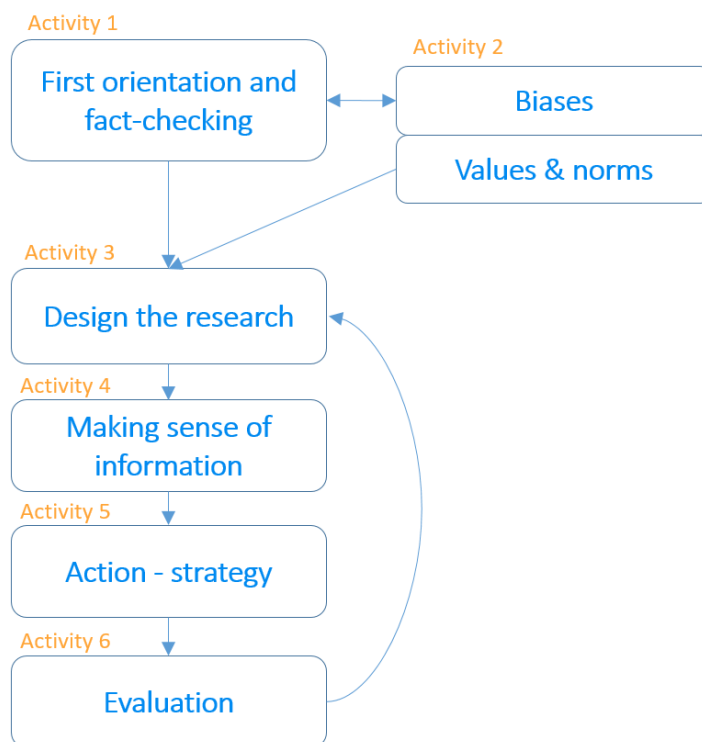 Activity 1
First orientation and
fact-checking
Activity 2
Biases
Values & norms
Activity 3
Design the research
Activity 4
Making sense of
information
Activity 5
Action - strategy
Activity 6
Evaluation